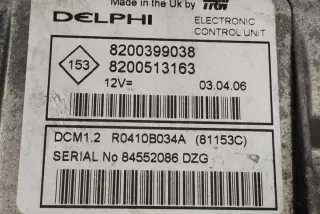 Made in the Uk by TRW
DELPHI
ELECTRONIC
CONTROL UNIT
153
8200399038
8200513163
12V=
03.04.06
DCM1.2 R0410B034A (81153C)
SERIAL No 84552086 DZG